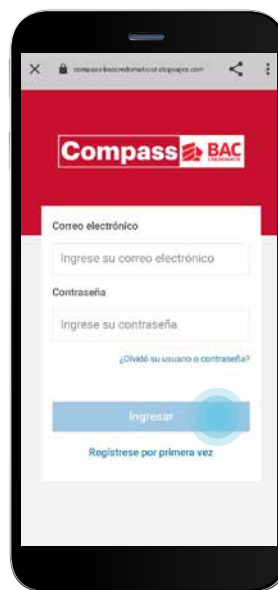 Compass BAC
CREDOMATIC
Correo electrónico
Ingrese su correo electrónico
Contraseña
Ingrese su contraseña
¿Olvidó su usuario o contraseña?
Ingresar
Regístrese por primera vez